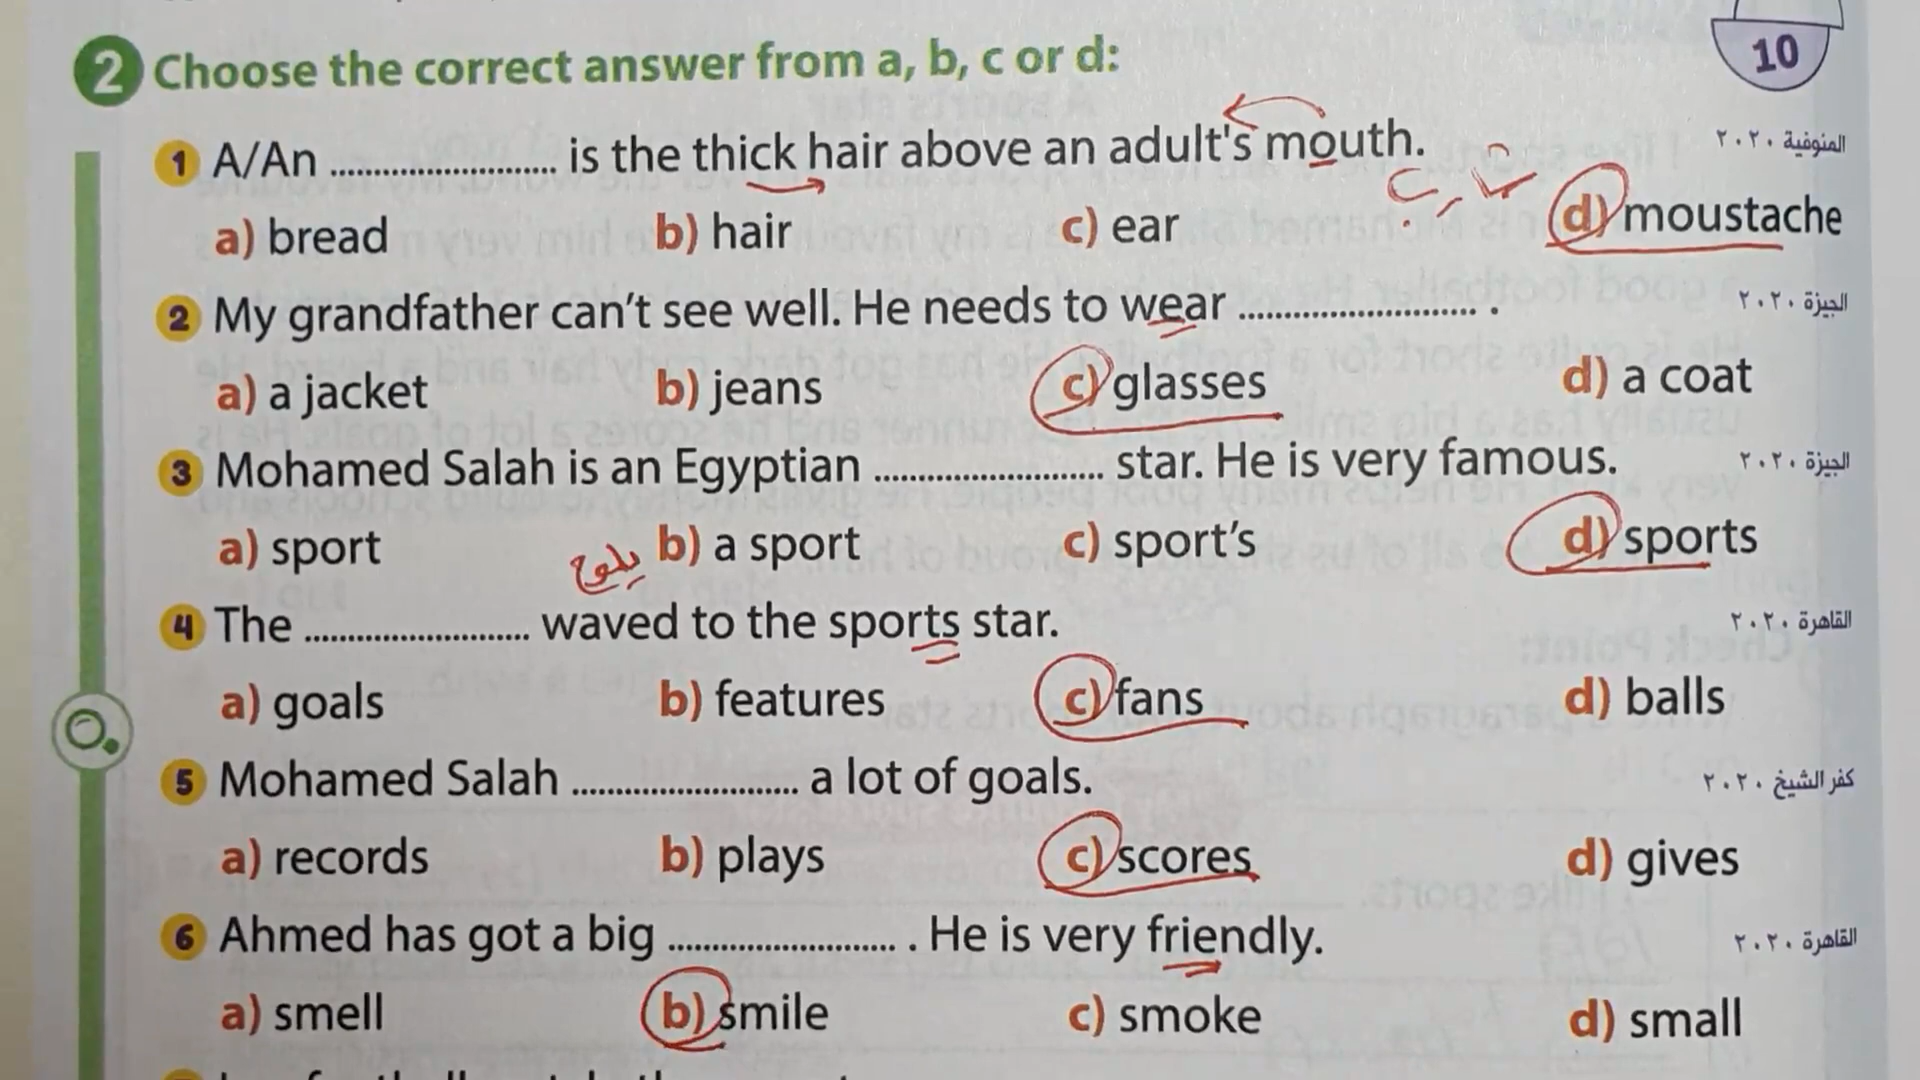 10
2 Choose the correct answer from a, b, c or d:
1 A/An .......................... is the thick hair above an adult's mouth. المنوفية ٢٠٢٠
a) bread b) hair c) ear d) moustache
2 My grandfather can't see well. He needs to wear ........................... . الجيزة ٢٠٢٠
a) a jacket b) jeans c) glasses d) a coat
3 Mohamed Salah is an Egyptian .......................... star. He is very famous. الجيزة ٢٠٢٠
a) sport b) a sport c) sport's d) sports
يلوح
4 The .......................... waved to the sports star. القاهرة ٢٠٢٠
a) goals b) features c) fans d) balls
5 Mohamed Salah .......................... a lot of goals. كفر الشيخ ٢٠٢٠
a) records b) plays c) scores d) gives
6 Ahmed has got a big .......................... . He is very friendly. القاهرة ٢٠٢٠
a) smell b) smile c) smoke d) small